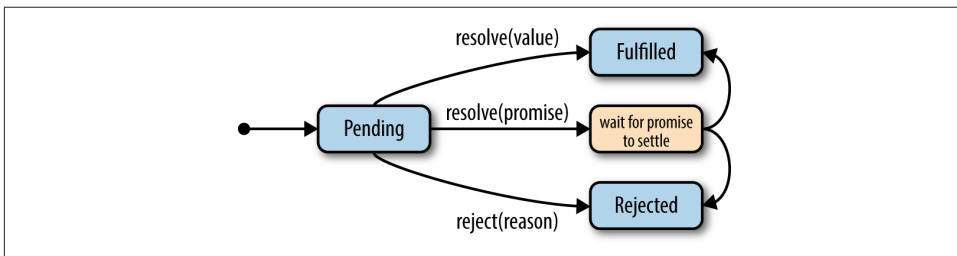 resolve(value)
Fulfilled
Pending
resolve(promise)
wait for promise
to settle
reject(reason)
Rejected